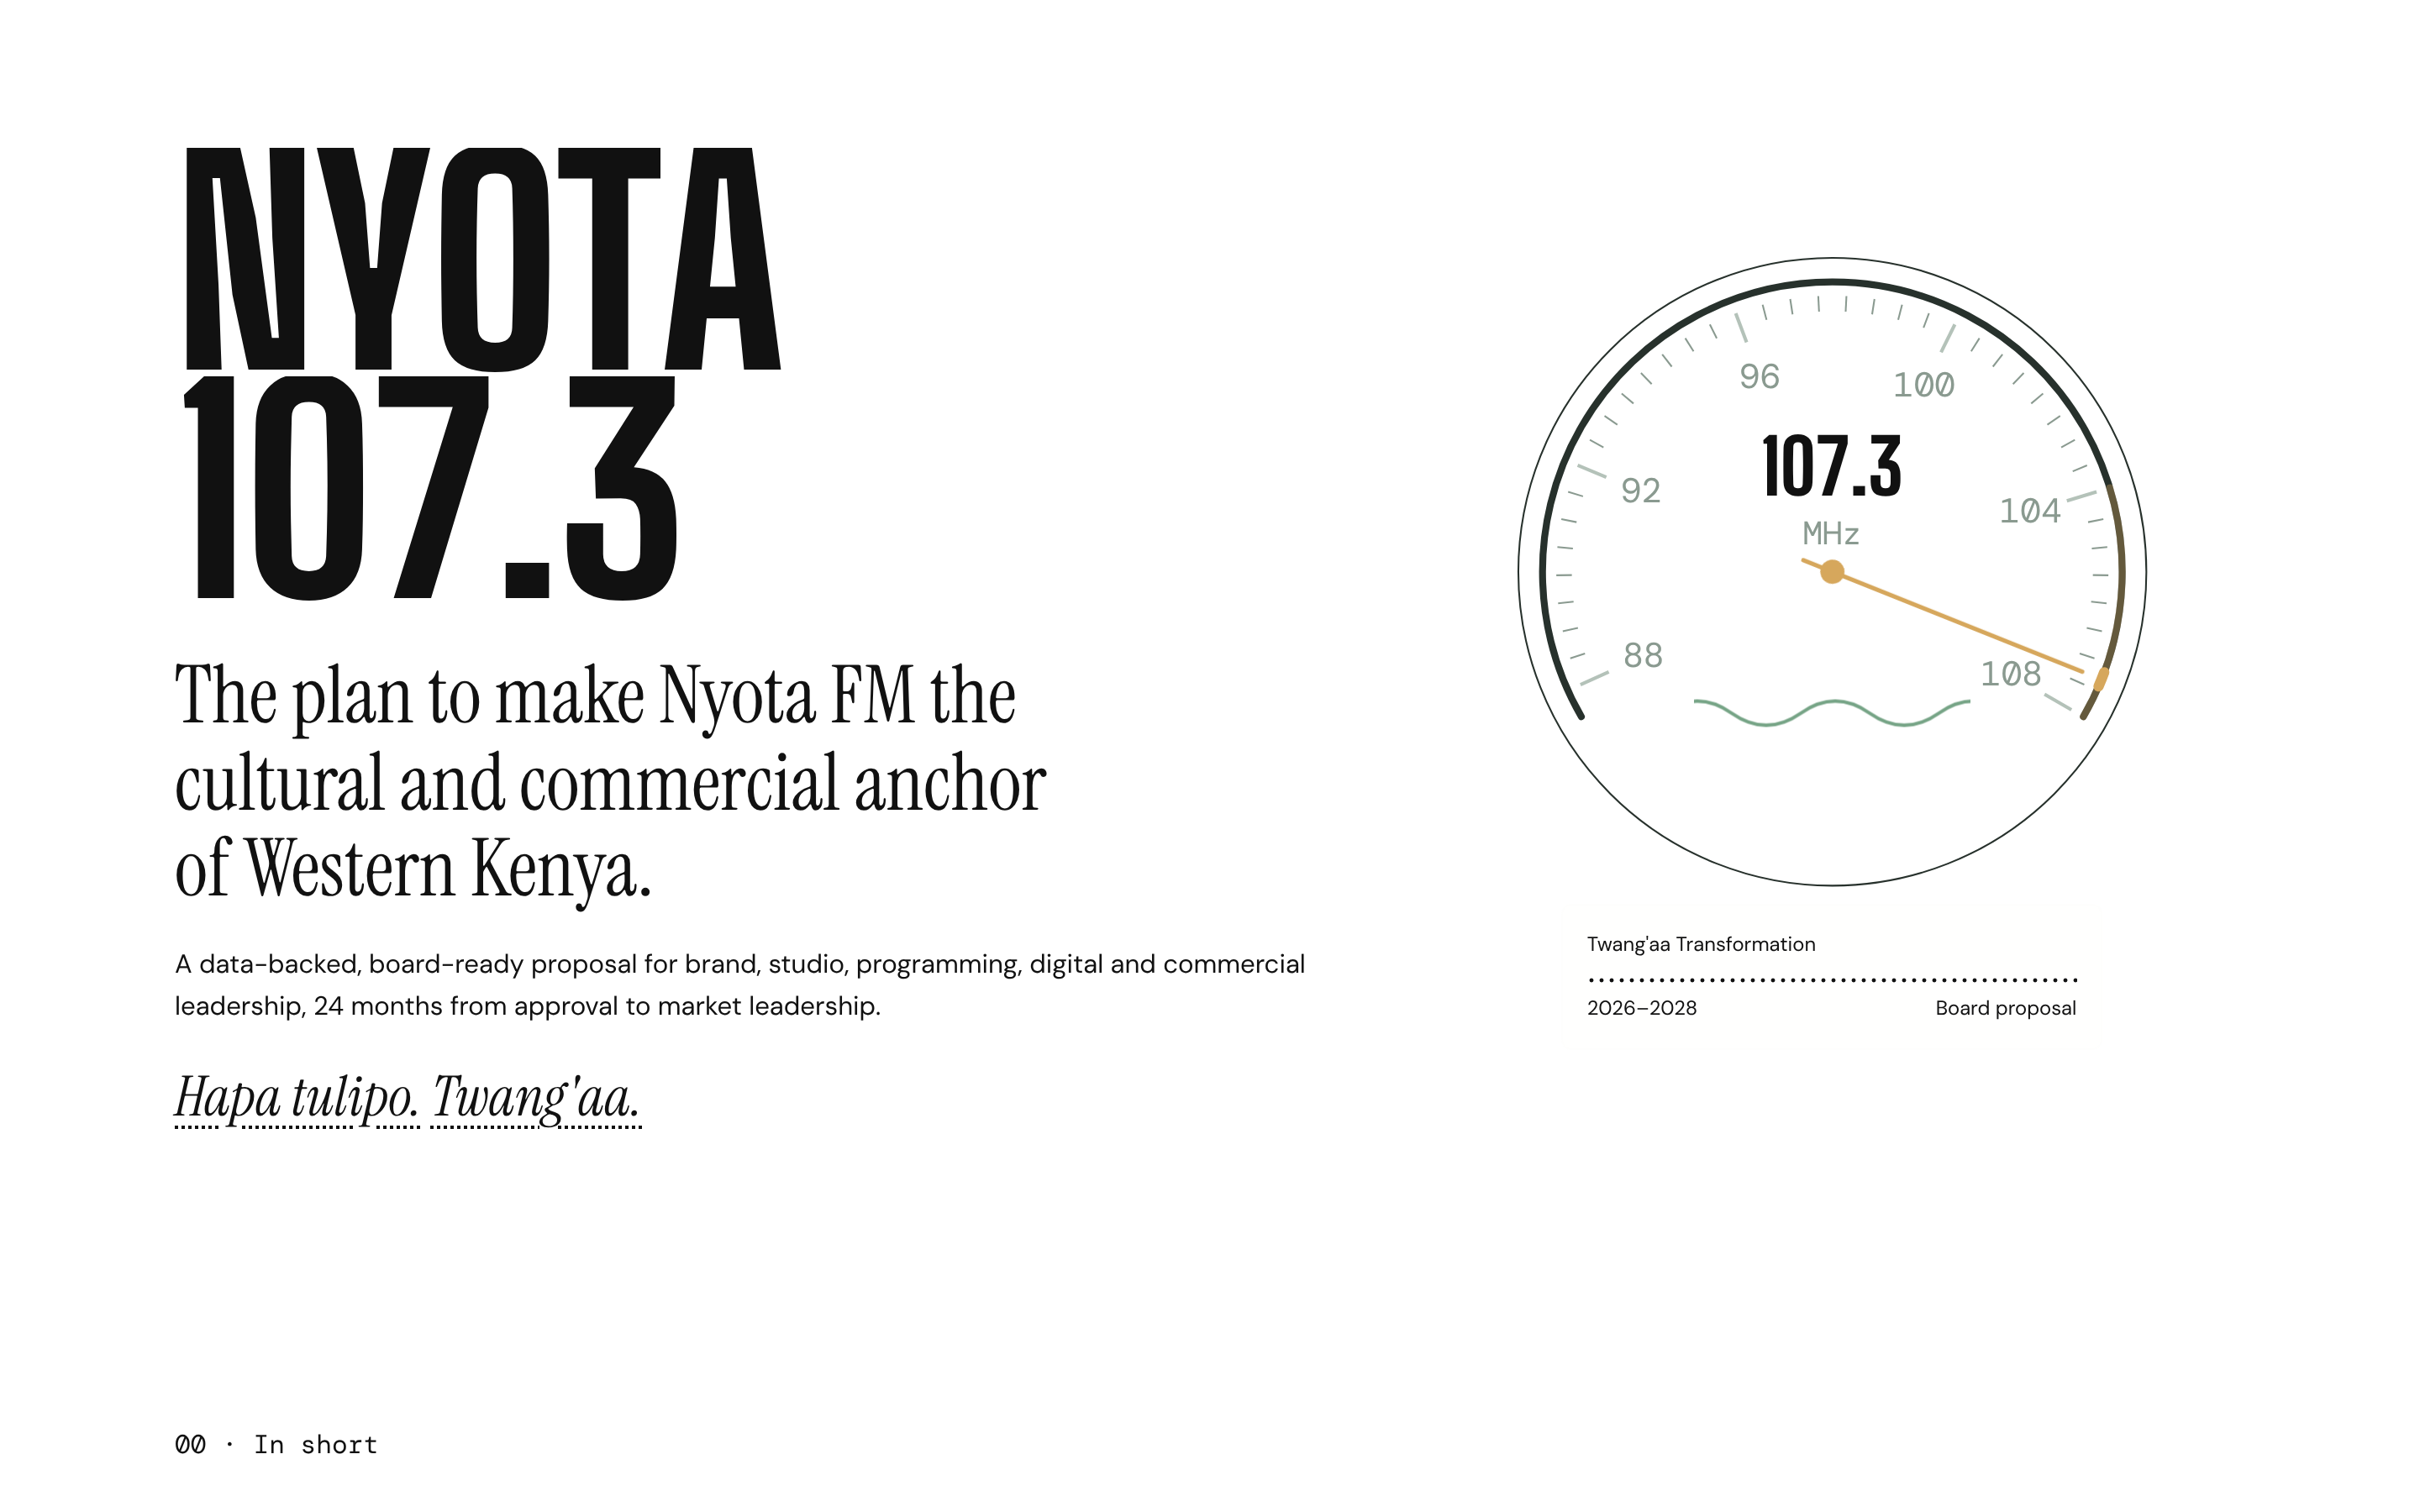 NYOTA
107.3
The plan to make Nyota FM the
cultural and commercial anchor
of Western Kenya.
A data-backed, board-ready proposal for brand, studio, programming, digital and commercial
leadership, 24 months from approval to market leadership.
Hapa tulipo. Twang'aa.
88
92
96
100
104
108
107.3
MHz
Twang'aa Transformation
2026–2028
Board proposal
00 · In short